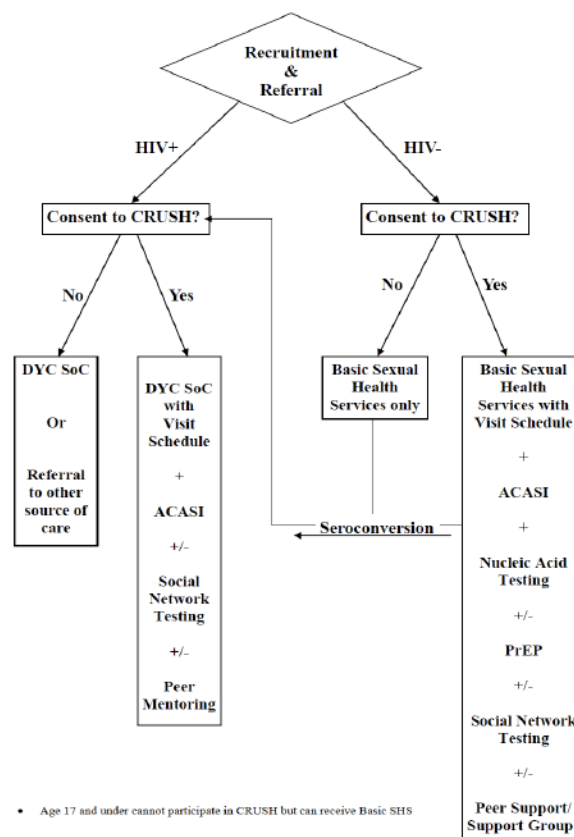 Recruitment
&
Referral
HIV+
HIV-
Consent to CRUSH?
Consent to CRUSH?
No
Yes
No
Yes
DYC SoC
Or
Referral
to other
source of
care
DYC SoC
with
Visit
Schedule
+
ACASI
+/-
Social
Network
Testing
+/-
Peer
Mentoring
Basic Sexual
Health
Services only
Basic Sexual
Health
Services with
Visit Schedule
+
ACASI
+
Nucleic Acid
Testing
+/-
PrEP
+/-
Social Network
Testing
+/-
Peer Support/
Support Group
Seroconversion
• Age 17 and under cannot participate in CRUSH but can receive Basic SHS